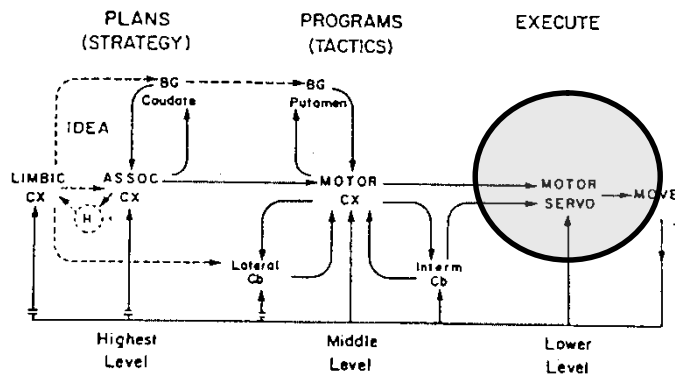 PLANS
(STRATEGY)
PROGRAMS
(TACTICS)
EXECUTE
BG
Caudate
BG
Putamen
IDEA
LIMBIC
CX
ASSOC
CX
H
MOTOR
CX
MOTOR
SERVO
MOVE
Lateral
Cb
Interm
Cb
Highest
Level
Middle
Level
Lower
Level